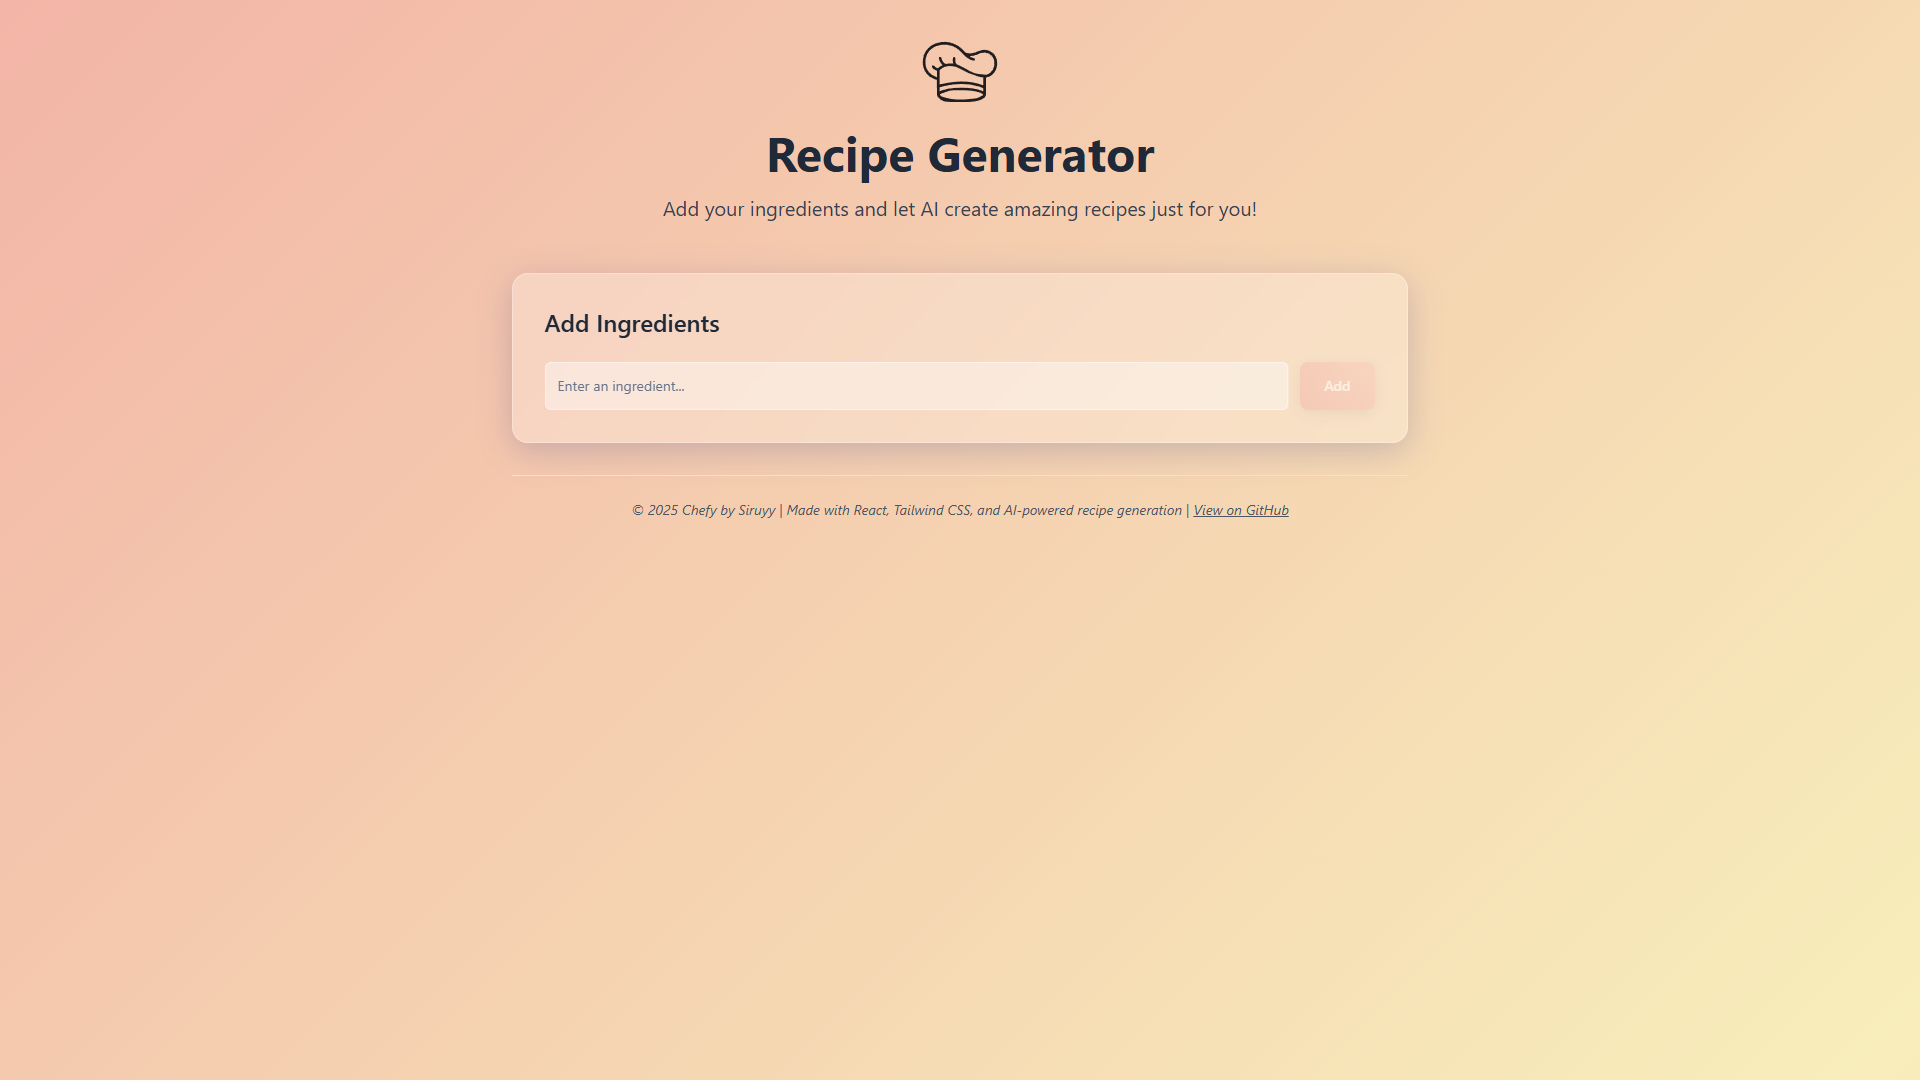 Recipe Generator
Add your ingredients and let AI create amazing recipes just for you!
Add Ingredients
Enter an ingredient...
Add
© 2025 Chefy by Siruyy | Made with React, Tailwind CSS, and AI-powered recipe generation | View on GitHub